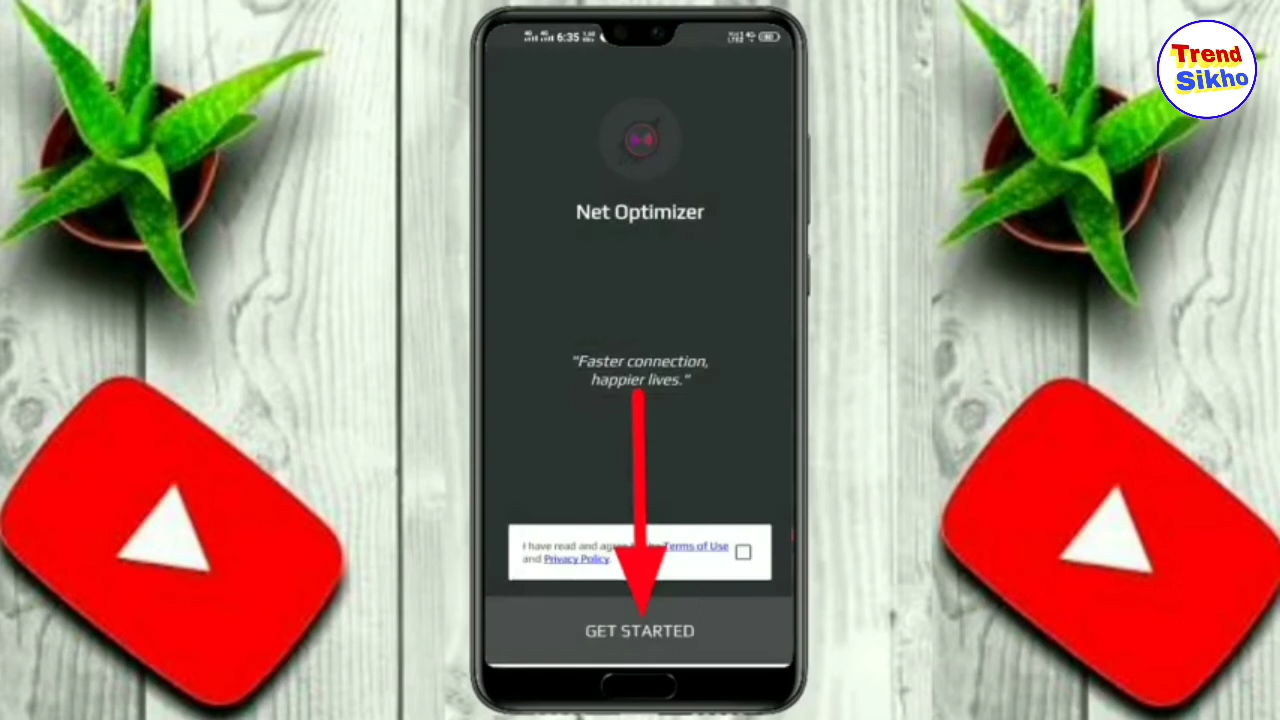 6:35
Trend
Sikho
Net Optimizer
"Faster connection,
happier lives."
I have read and Terms of Use
and Privacy Policy.
GET STARTED